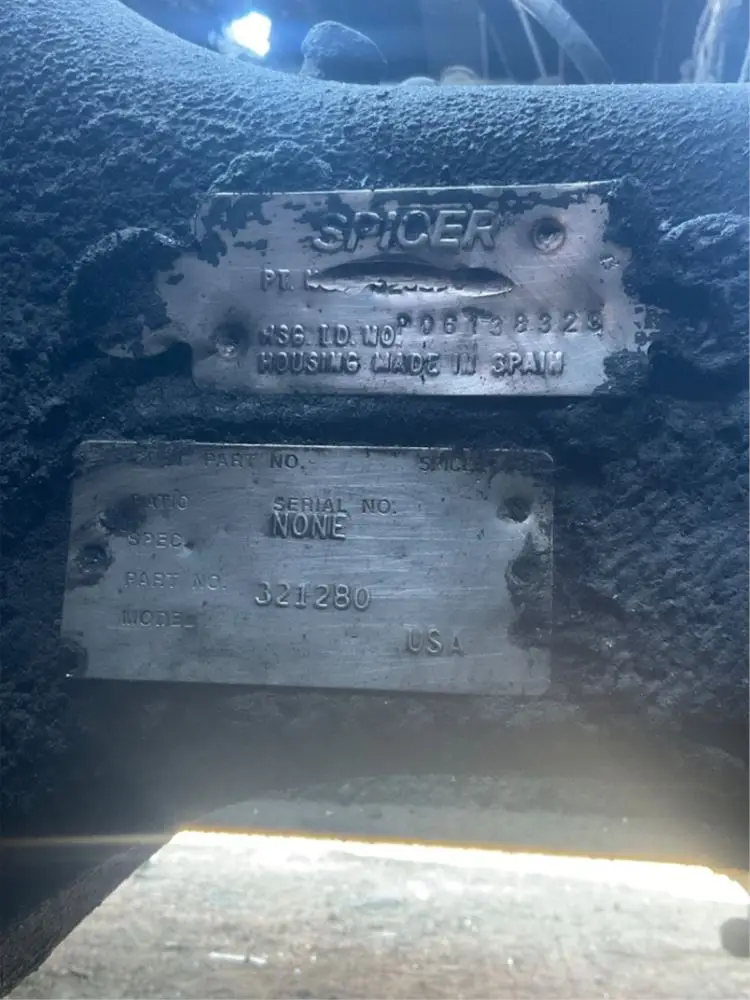 SPICER
PT.
HSG. I.D. NO. P06138329
HOUSING MADE IN SPAIN
PART NO.
RATIO SERIAL NO.
NONE
SPEC.
PART NO. 321280
MODEL
USA